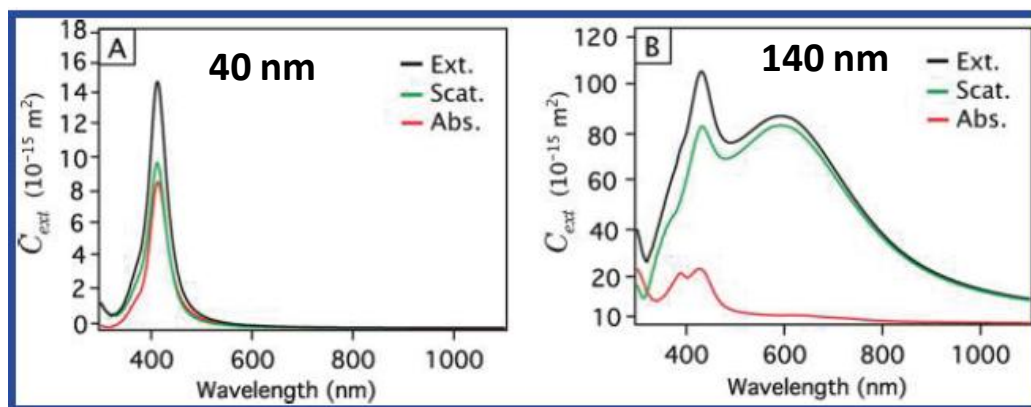 A
40 nm
Ext.
Scat.
Abs.
C_ext (10⁻¹⁵ m²)
18
16
14
12
10
8
6
4
2
0
400 600 800 1000
Wavelength (nm)
B
140 nm
Ext.
Scat.
Abs.
C_ext (10⁻¹⁵ m²)
120
100
80
60
40
20
10
400 600 800 1000
Wavelength (nm)